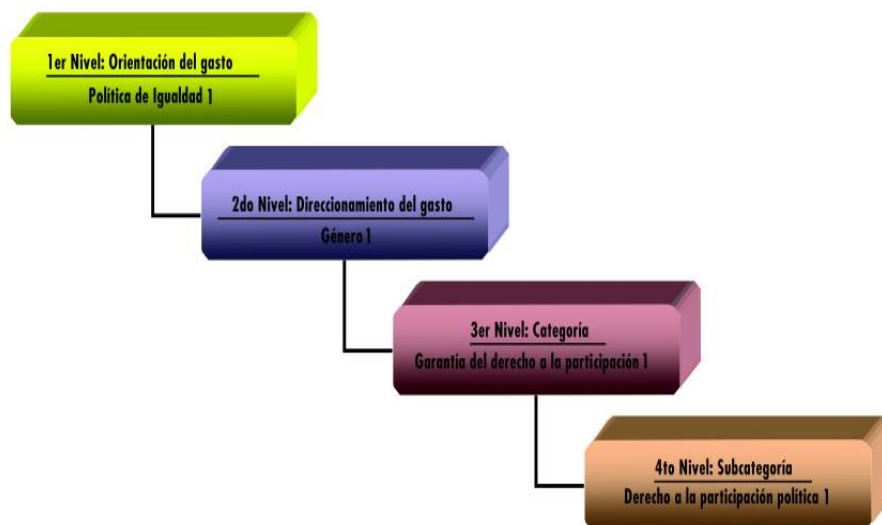 1er Nivel: Orientación del gasto
Política de Igualdad 1
2do Nivel: Direccionamiento del gasto
Género 1
3er Nivel: Categoría
Garantía del derecho a la participación 1
4to Nivel: Subcategoría
Derecho a la participación política 1